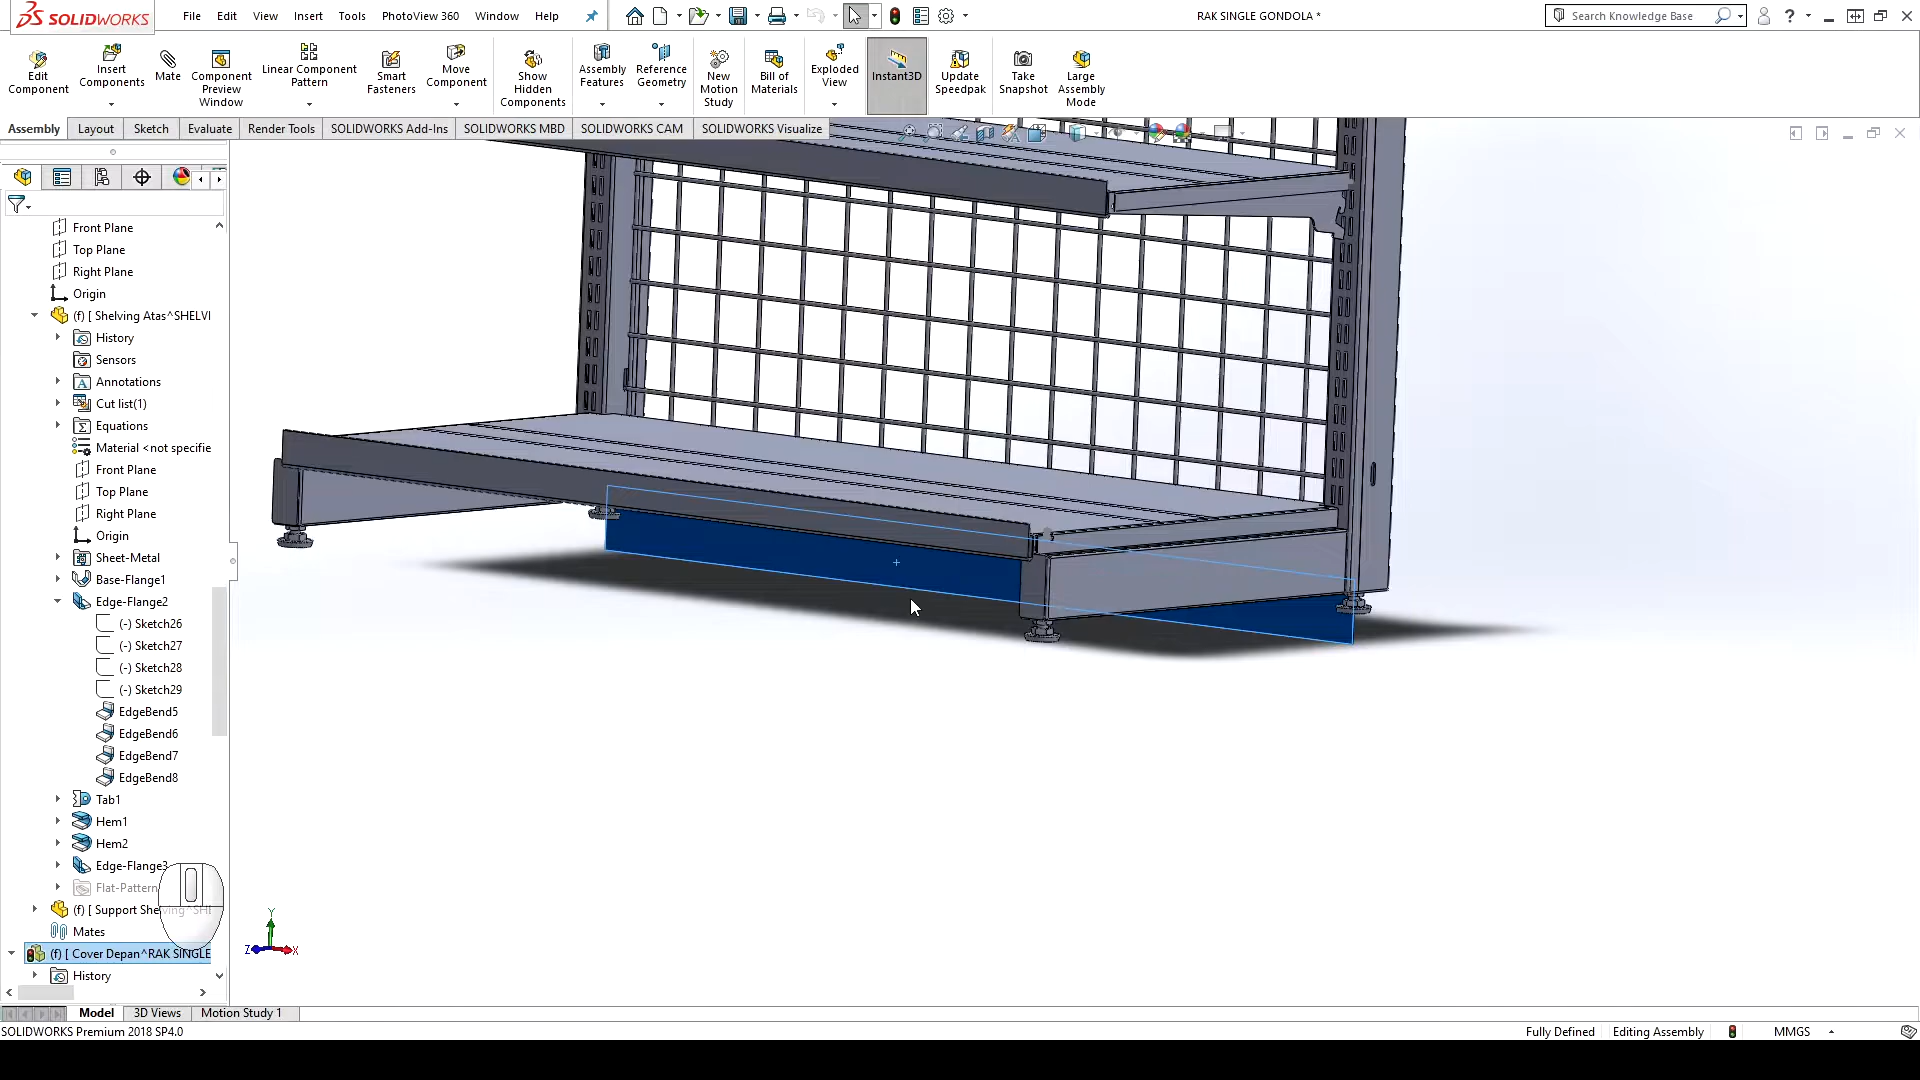 SOLIDWORKS
File Edit View Insert Tools PhotoView 360 Window Help
RAK SINGLE GONDOLA *
Search Knowledge Base
Edit Component
Insert Components
Mate
Component Preview Window
Linear Component Pattern
Smart Fasteners
Move Component
Show Hidden Components
Assembly Features
Reference Geometry
New Motion Study
Bill of Materials
Exploded View
Instant3D
Update Speedpak
Take Snapshot
Large Assembly Mode
Assembly Layout Sketch Evaluate Render Tools SOLIDWORKS Add-Ins SOLIDWORKS MBD SOLIDWORKS CAM SOLIDWORKS Visualize
Front Plane
Top Plane
Right Plane
Origin
(f) [ Shelving Atas^SHELVI
History
Sensors
Annotations
Cut list(1)
Equations
Material <not specifie
Front Plane
Top Plane
Right Plane
Origin
Sheet-Metal
Base-Flange1
Edge-Flange2
(-) Sketch26
(-) Sketch27
(-) Sketch28
(-) Sketch29
EdgeBend5
EdgeBend6
EdgeBend7
EdgeBend8
Tab1
Hem1
Hem2
Edge-Flange3
Flat-Pattern
(f) [ Support Shelving^SHE
Mates
(f) [ Cover Depan^RAK SINGLE
History
Y
Z X
Model 3D Views Motion Study 1
SOLIDWORKS Premium 2018 SP4.0
Fully Defined Editing Assembly MMGS